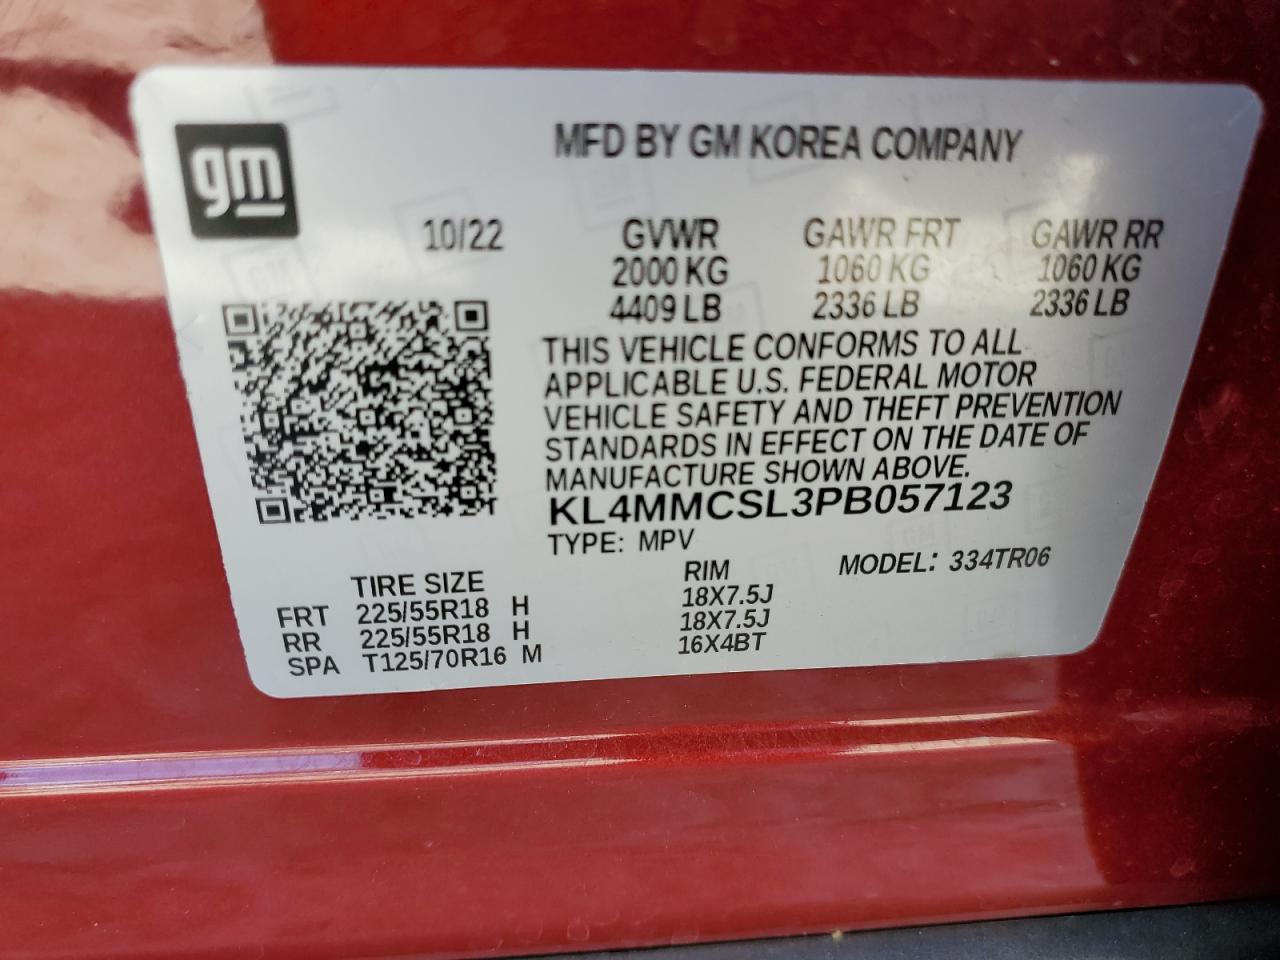 gm
MFD BY GM KOREA COMPANY
10/22
GVWR GAWR FRT GAWR RR
2000 KG 1060 KG 1060 KG
4409 LB 2336 LB 2336 LB
THIS VEHICLE CONFORMS TO ALL
APPLICABLE U.S. FEDERAL MOTOR
VEHICLE SAFETY AND THEFT PREVENTION
STANDARDS IN EFFECT ON THE DATE OF
MANUFACTURE SHOWN ABOVE.
KL4MMCSL3PB057123
TYPE: MPV
MODEL: 334TR06
TIRE SIZE RIM
FRT 225/55R18 H 18X7.5J
RR 225/55R18 H 18X7.5J
SPA T125/70R16 M 16X4BT